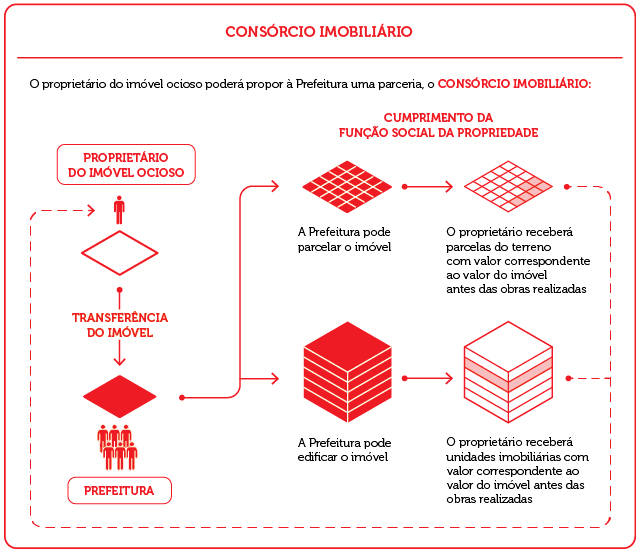 CONSÓRCIO IMOBILIÁRIO
O proprietário do imóvel ocioso poderá propor à Prefeitura uma parceria, o CONSÓRCIO IMOBILIÁRIO:
PROPRIETÁRIO
DO IMÓVEL OCIOSO
TRANSFERÊNCIA
DO IMÓVEL
PREFEITURA
CUMPRIMENTO DA
FUNÇÃO SOCIAL DA PROPRIEDADE
A Prefeitura pode
parcelar o imóvel
O proprietário receberá
parcelas do terreno
com valor correspondente
ao valor do imóvel
antes das obras realizadas
A Prefeitura pode
edificar o imóvel
O proprietário receberá
unidades imobiliárias com
valor correspondente ao
valor do imóvel antes das
obras realizadas